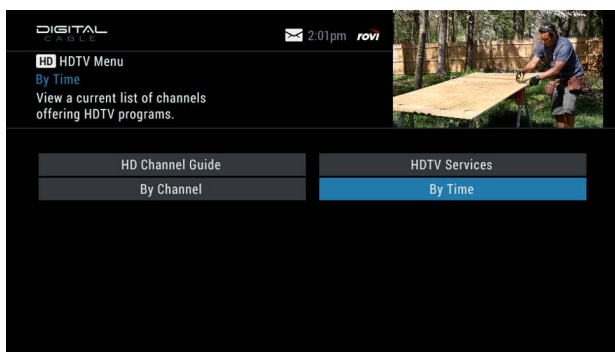 DIGITAL
CABLE
2:01pm rovi
HD HDTV Menu
By Time
View a current list of channels
offering HDTV programs.
HD Channel Guide
HDTV Services
By Channel
By Time